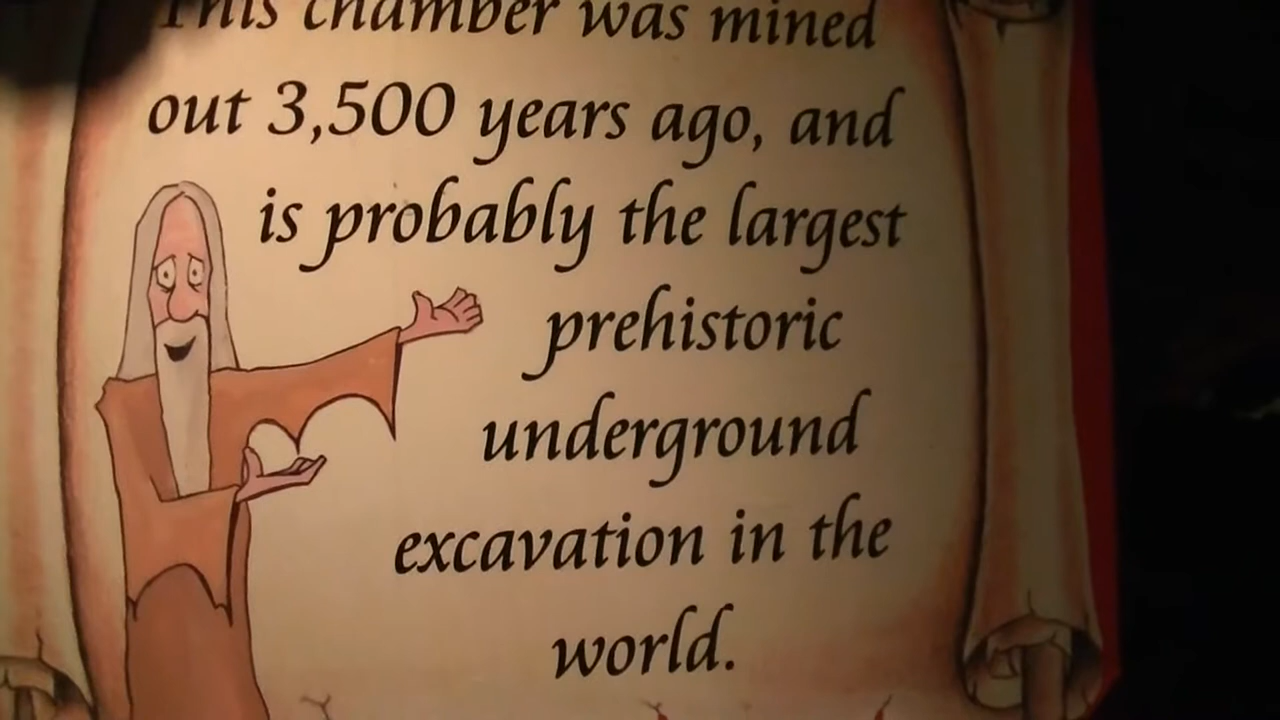 This chamber was mined
out 3,500 years ago, and
is probably the largest
prehistoric
underground
excavation in the
world.